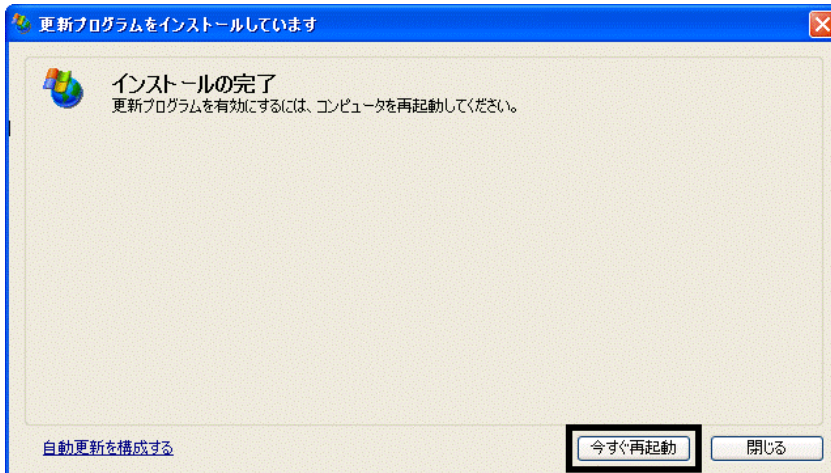 更新プログラムをインストールしています
インストールの完了
更新プログラムを有効にするには、コンピュータを再起動してください。
自動更新を構成する
今すぐ再起動
閉じる